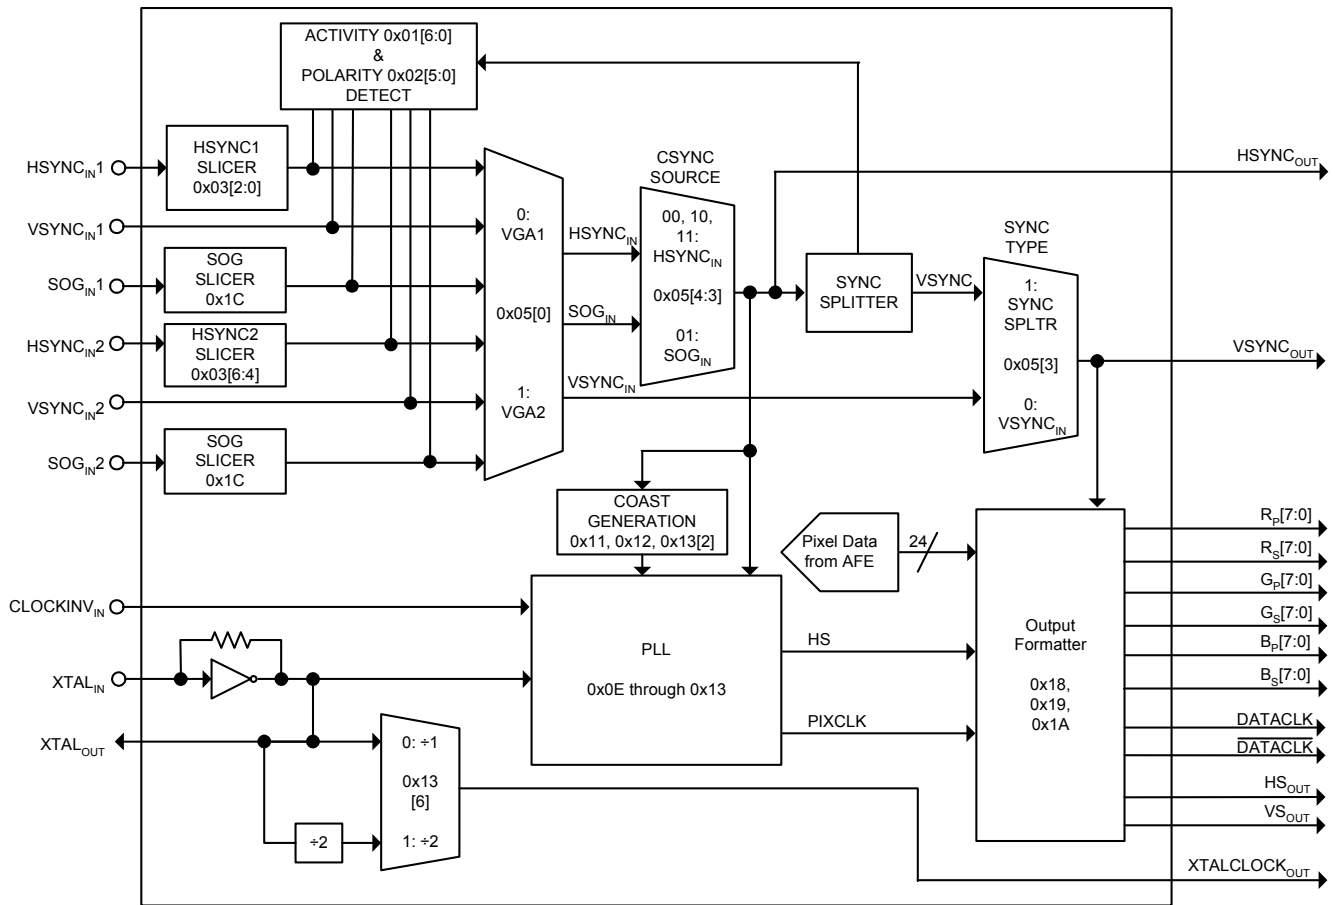 ACTIVITY 0x01[6:0]
&
POLARITY 0x02[5:0]
DETECT
HSYNCIN1
HSYNC1
SLICER
0x03[2:0]
VSYNCIN1
SOGIN1
SOG
SLICER
0x1C
HSYNCIN2
HSYNC2
SLICER
0x03[6:4]
VSYNCIN2
SOGIN2
SOG
SLICER
0x1C
0:
VGA1
0x05[0]
1:
VGA2
HSYNCIN
SOGIN
VSYNCIN
CSYNC
SOURCE
00, 10,
11:
HSYNCIN
0x05[4:3]
01:
SOGIN
SYNC
SPLITTER
VSYNC
SYNC
TYPE
1:
SYNC
SPLTR
0x05[3]
0:
VSYNCIN
HSYNCOUT
VSYNCOUT
COAST
GENERATION
0x11, 0x12, 0x13[2]
Pixel Data
from AFE
24
CLOCKINVIN
XTALIN
XTALOUT
PLL
0x0E through 0x13
HS
PIXCLK
Output
Formatter
0x18,
0x19,
0x1A
0: ÷1
0x13
[6]
1: ÷2
÷2
RP[7:0]
RS[7:0]
GP[7:0]
GS[7:0]
BP[7:0]
BS[7:0]
DATACLK
DATACLK
HSOUT
VSOUT
XTALCLOCKOUT